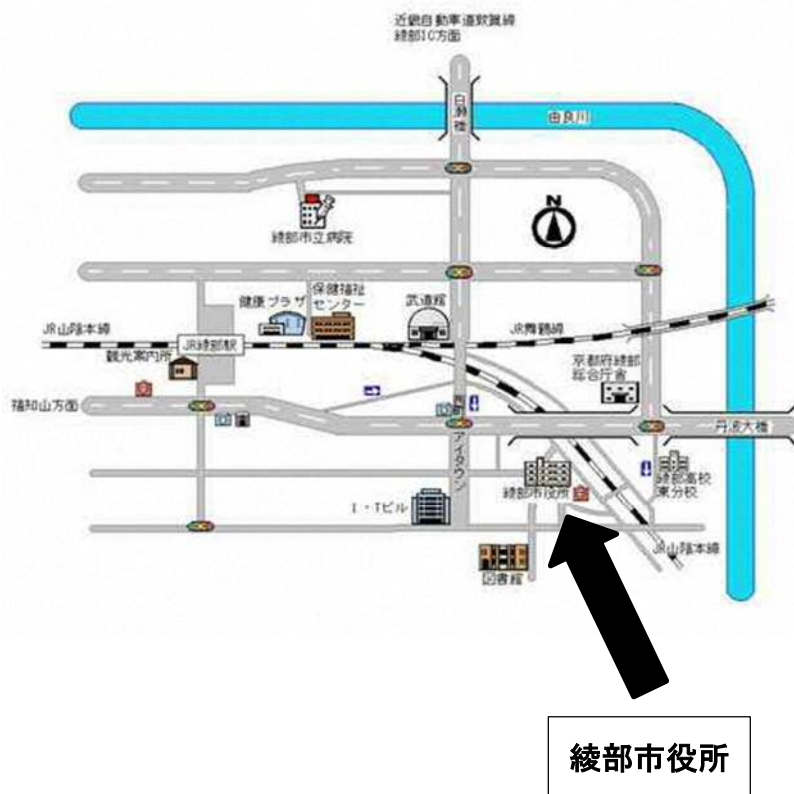 近畿自動車道敦賀線
綾部IC方面
白瀬橋
由良川
N
綾部市立病院
健康プラザ
保健福祉
センター
武道館
JR山陰本線
JR綾部駅
JR舞鶴線
観光案内所
京都府綾部
総合庁舎
福知山方面
丹波大橋
アイタウン
綾部市役所
綾部高校
東分校
I・Tビル
JR山陰本線
図書館
綾部市役所